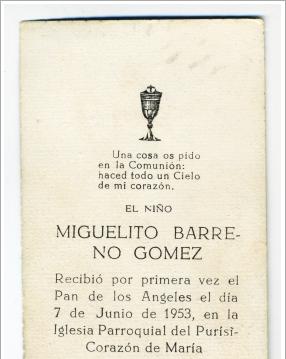 Una cosa os pido
en la Comunión:
haced todo un Cielo
de mi corazón.
EL NIÑO
MIGUELITO BARRE-
NO GOMEZ
Recibió por primera vez el
Pan de los Angeles el día
7 de Junio de 1953, en la
Iglesia Parroquial del Purísi-
Corazón de María